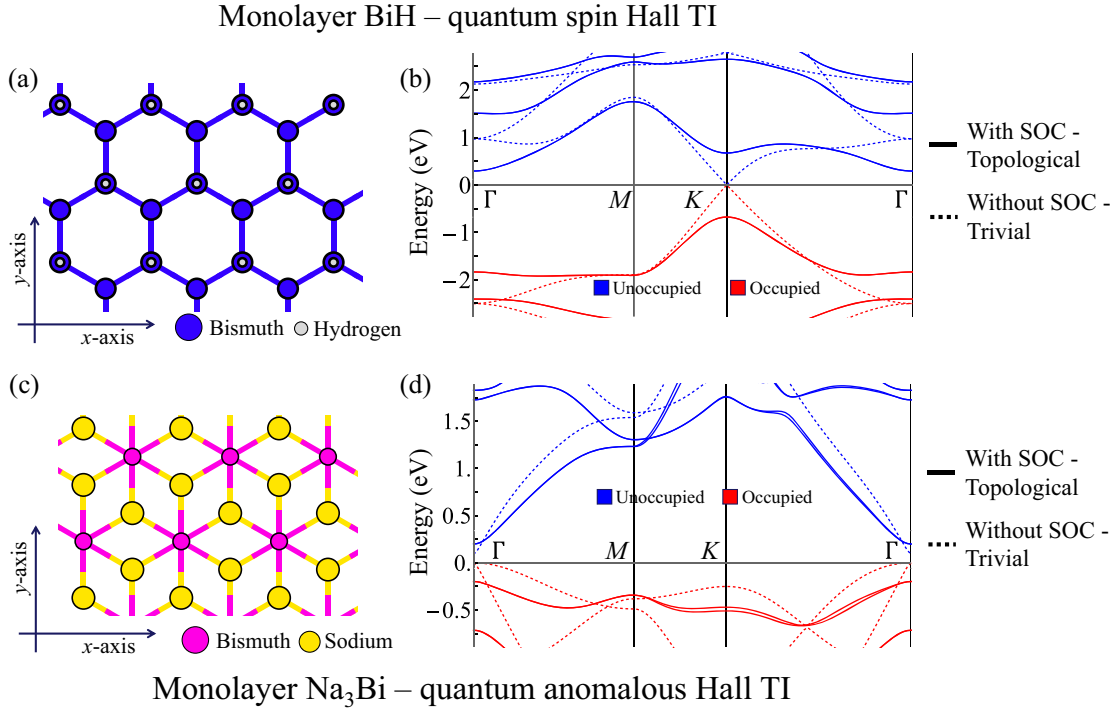 Monolayer BiH – quantum spin Hall TI
(a)
y-axis
x-axis
Bismuth
Hydrogen
(b)
Energy (eV)
2
1
0
−1
−2
Γ
M
K
Γ
Unoccupied
Occupied
With SOC -
Topological
Without SOC -
Trivial
(c)
y-axis
x-axis
Bismuth
Sodium
(d)
Energy (eV)
1.5
1.
0.5
0.
−0.5
Γ
M
K
Γ
Unoccupied
Occupied
With SOC -
Topological
Without SOC -
Trivial
Monolayer Na₃Bi – quantum anomalous Hall TI